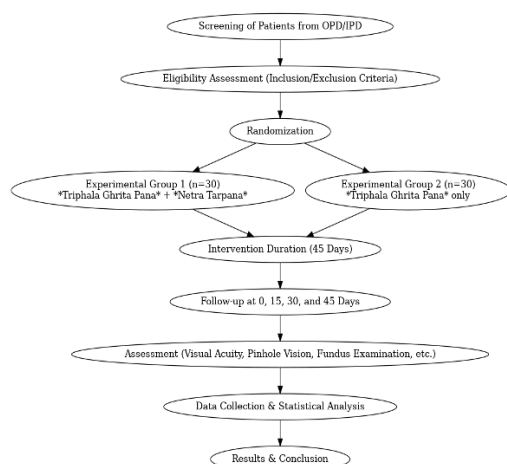 Screening of Patients from OPD/IPD
Eligibility Assessment (Inclusion/Exclusion Criteria)
Randomization
Experimental Group 1 (n=30)
*Triphala Ghrita Pana* + *Netra Tarpana*
Experimental Group 2 (n=30)
*Triphala Ghrita Pana* only
Intervention Duration (45 Days)
Follow-up at 0, 15, 30, and 45 Days
Assessment (Visual Acuity, Pinhole Vision, Fundus Examination, etc.)
Data Collection & Statistical Analysis
Results & Conclusion